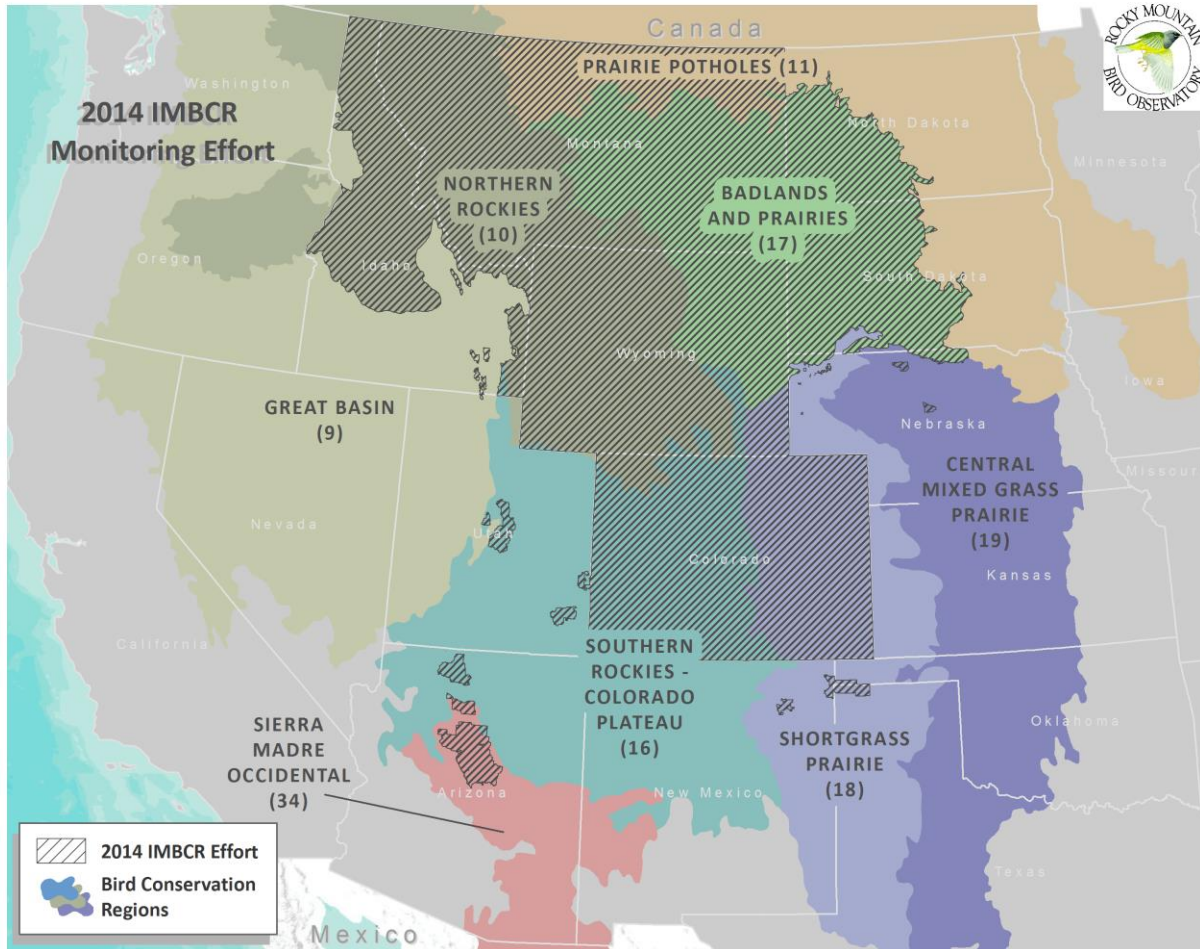 Canada
ROCKY MOUNTAIN
BIRD OBSERVATORY
PRAIRIE POTHOLES (11)
Washington
2014 IMBCR
Monitoring Effort
North Dakota
Montana
Minnesota
NORTHERN
ROCKIES
(10)
BADLANDS
AND PRAIRIES
(17)
Oregon
Idaho
South Dakota
Wyoming
Iowa
GREAT BASIN
(9)
Nebraska
CENTRAL
MIXED GRASS
PRAIRIE
(19)
Missouri
Nevada
Utah
Colorado
Kansas
California
SOUTHERN
ROCKIES -
COLORADO
PLATEAU
(16)
SIERRA
MADRE
OCCIDENTAL
(34)
Oklahoma
SHORTGRASS
PRAIRIE
(18)
Arizona
New Mexico
Texas
2014 IMBCR Effort
Bird Conservation
Regions
Mexico